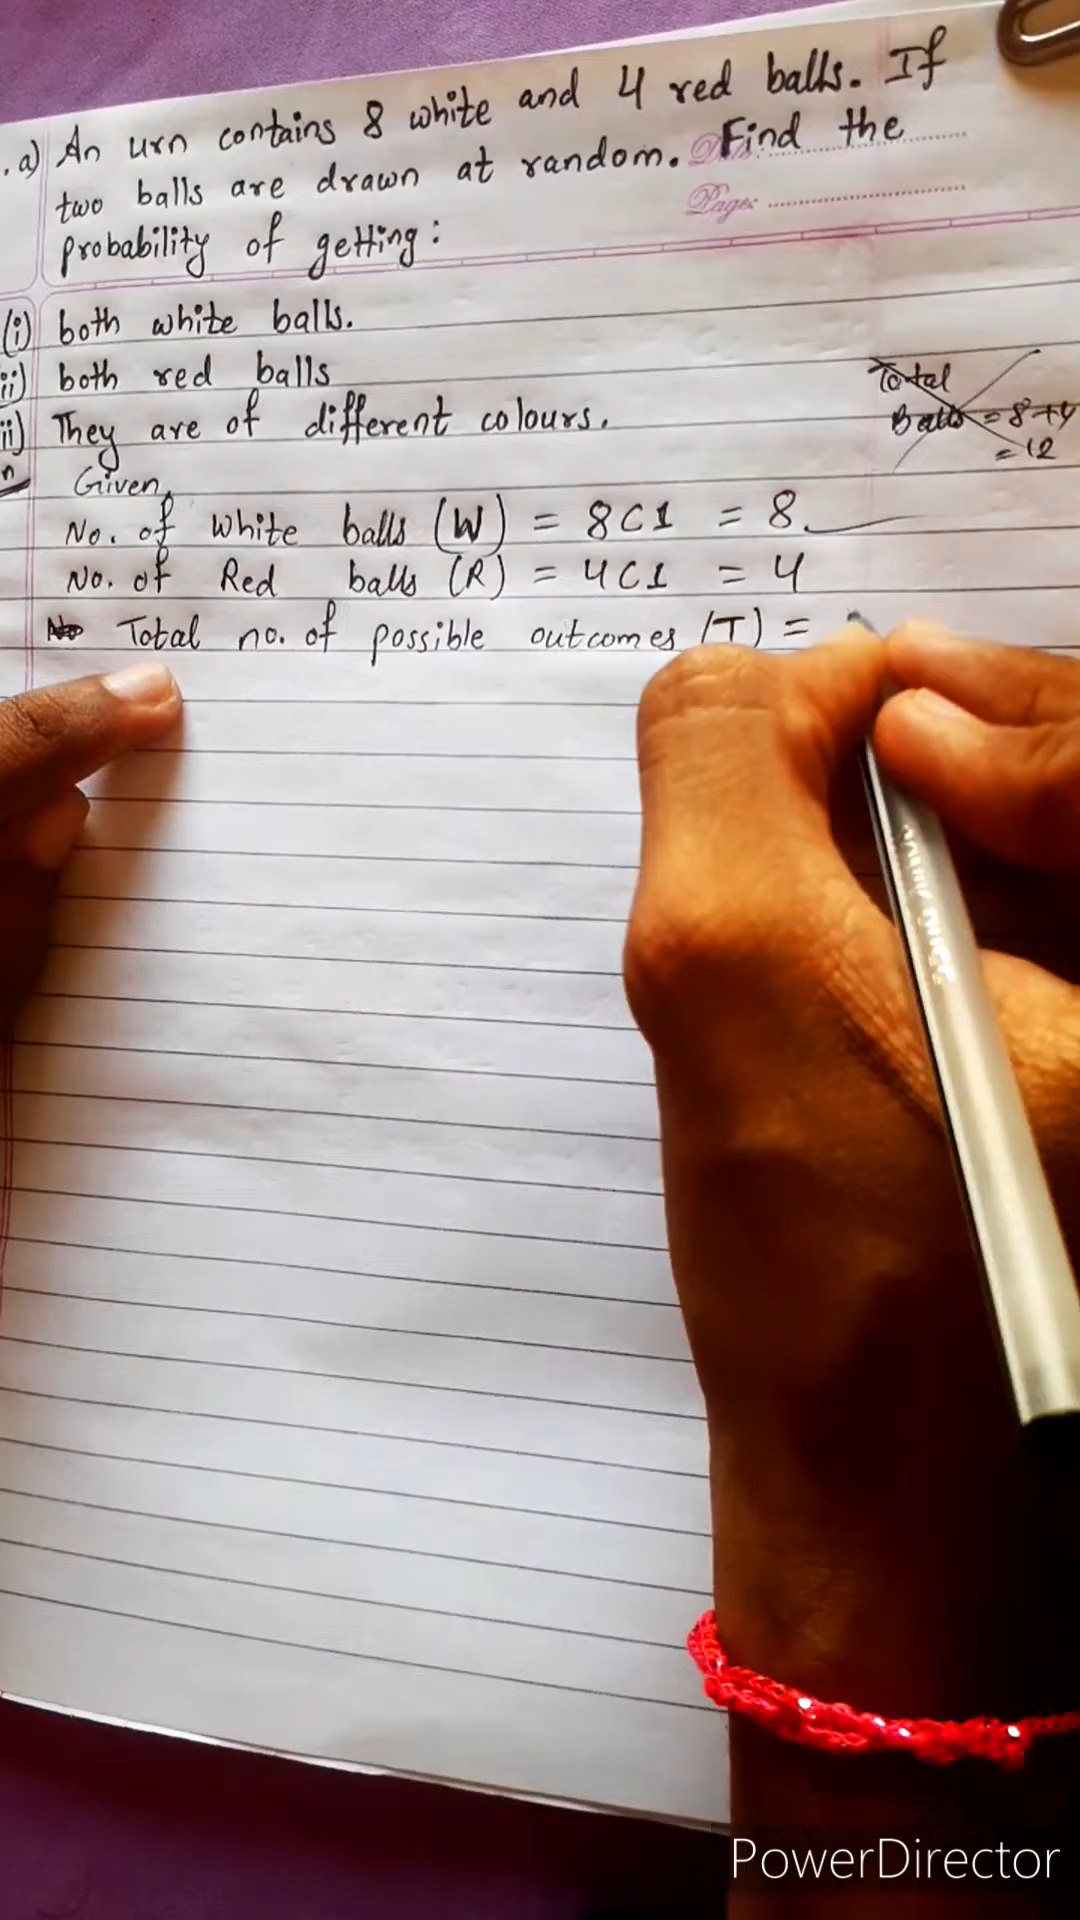 .a) An urn contains 8 white and 4 red balls. If
two balls are drawn at random. Find the
probability of getting:
Page:
(i) both white balls.
ii) both red balls
ii) They are of different colours.
Total
Balls = 8+4
= 12
n Given,
No. of White balls (W) = 8C1 = 8
No. of Red balls (R) = 4C1 = 4
Total no. of possible outcomes (T) =
PowerDirector